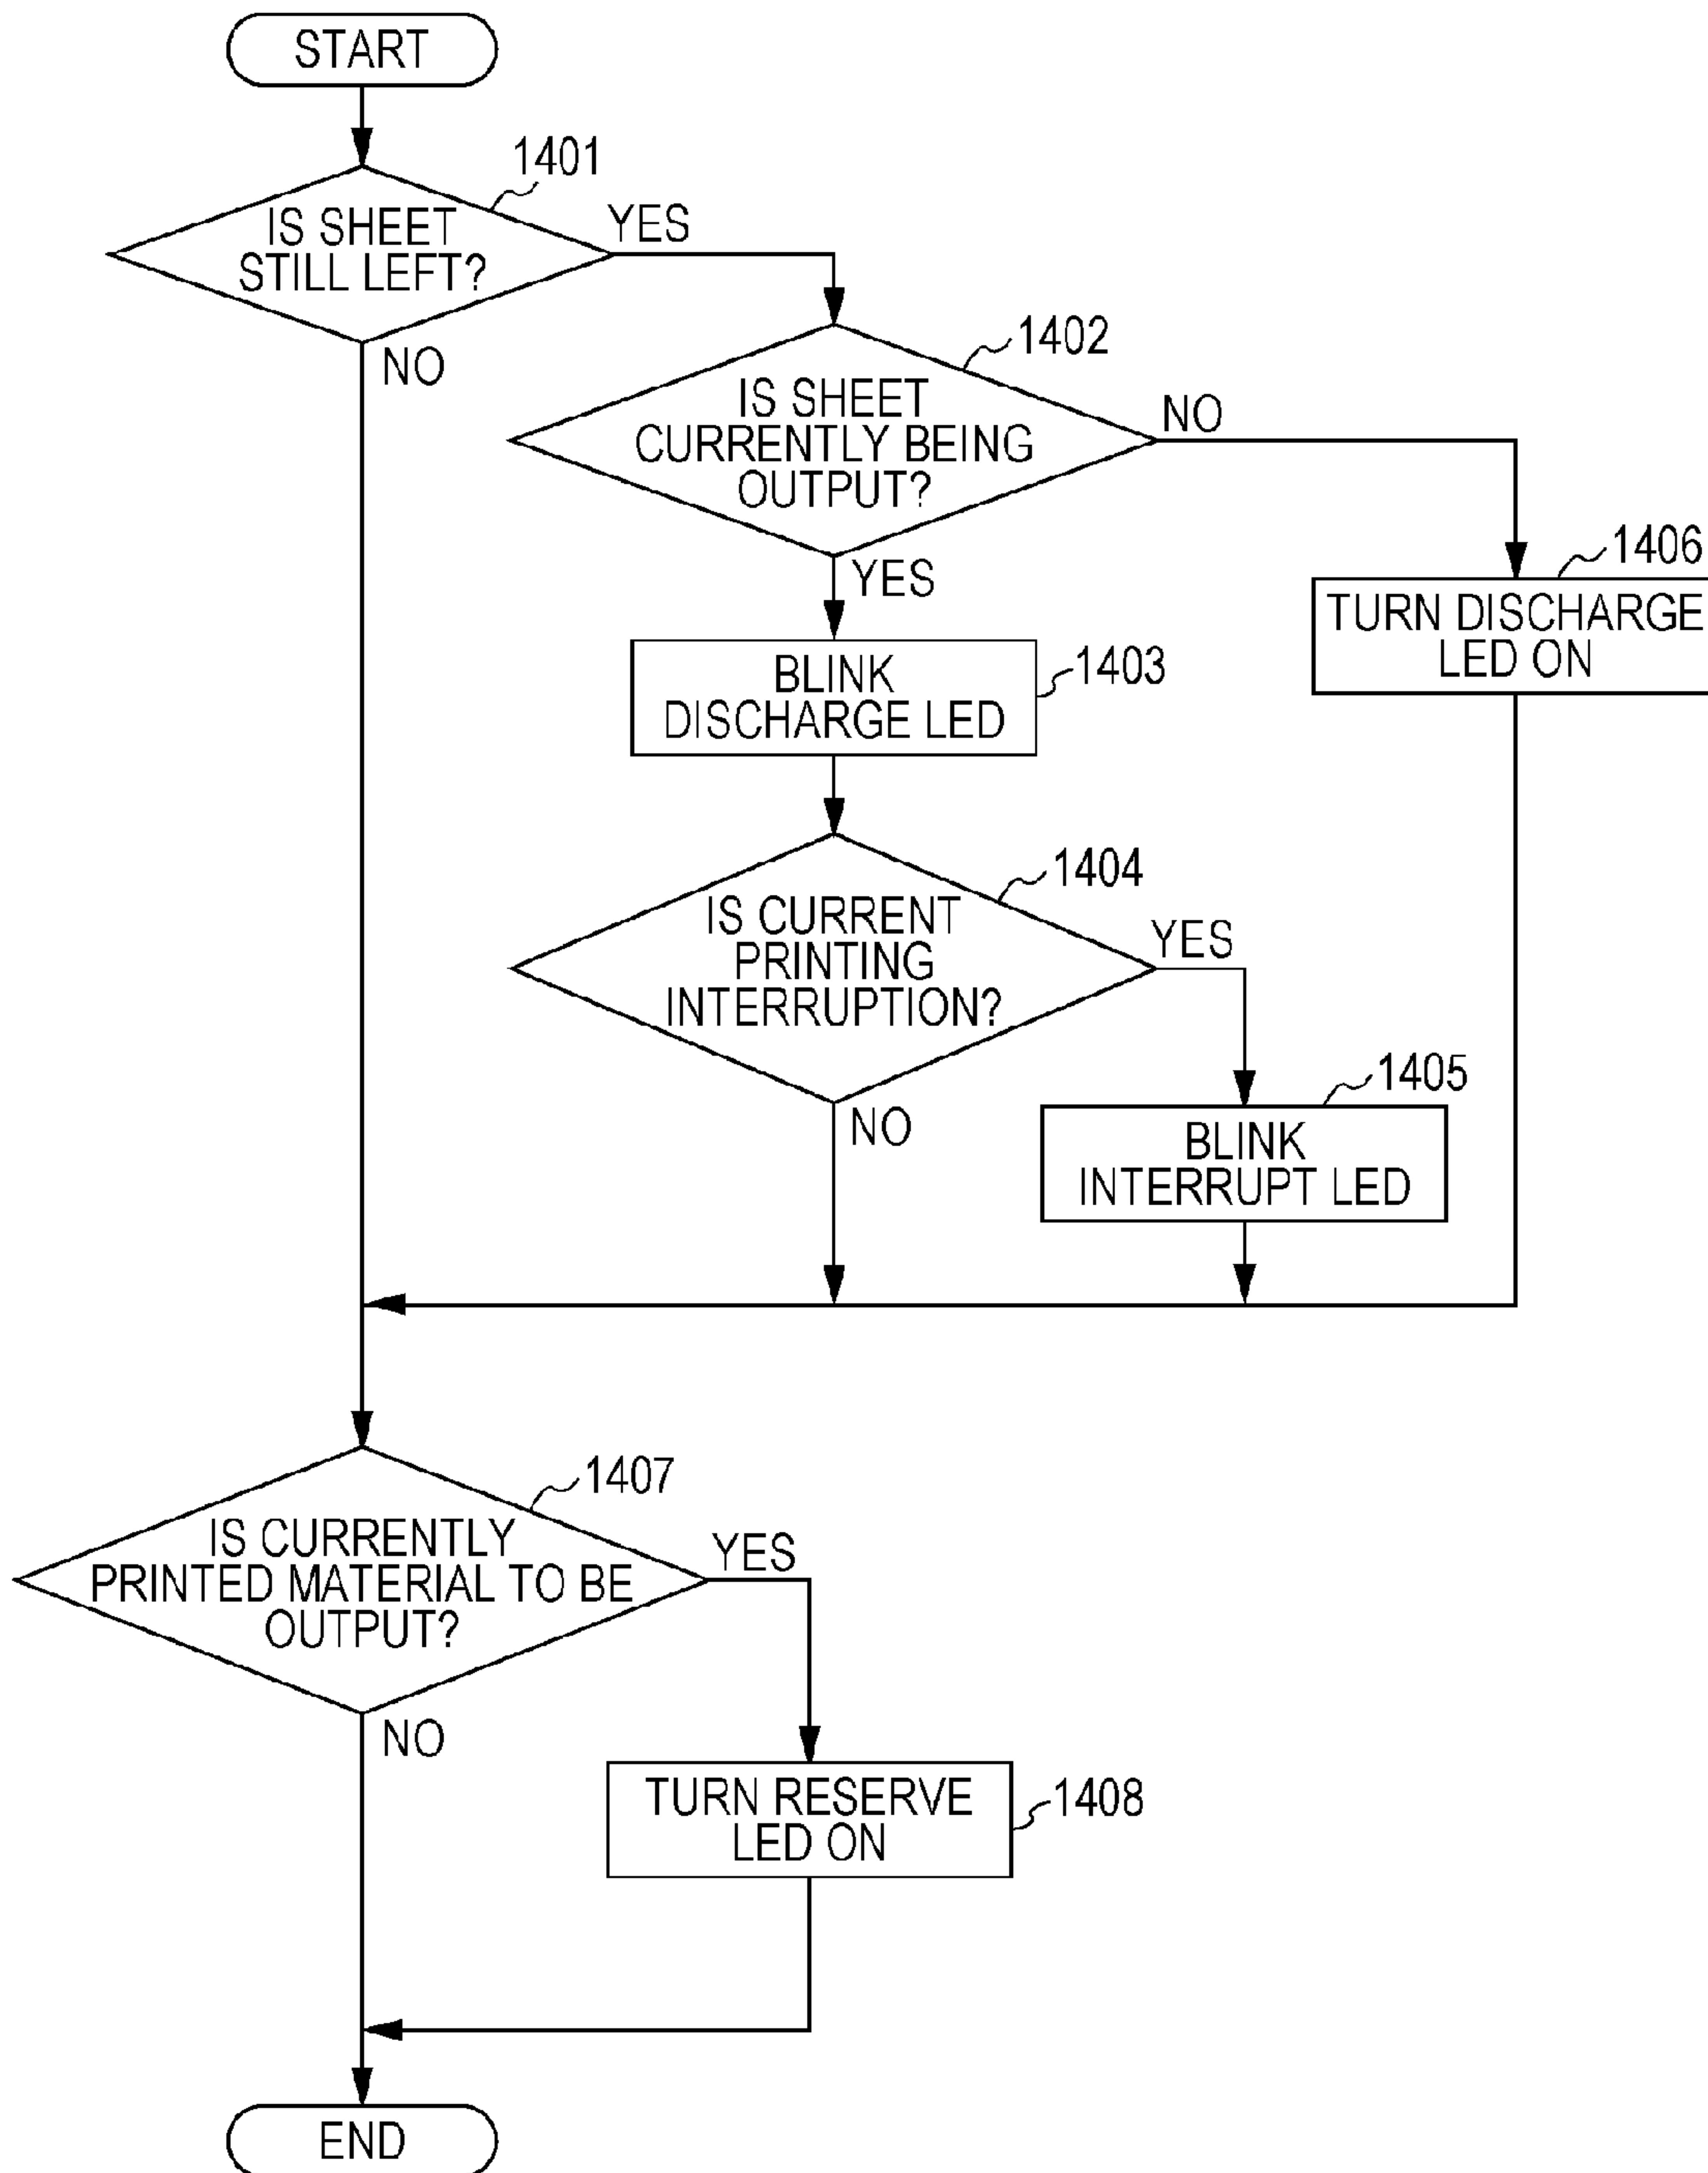 START
1401
IS SHEET
STILL LEFT?
YES
NO
1402
IS SHEET
CURRENTLY BEING
OUTPUT?
NO
YES
1406
TURN DISCHARGE
LED ON
1403
BLINK
DISCHARGE LED
1404
IS CURRENT
PRINTING
INTERRUPTION?
YES
NO
1405
BLINK
INTERRUPT LED
1407
IS CURRENTLY
PRINTED MATERIAL TO BE
OUTPUT?
YES
NO
1408
TURN RESERVE
LED ON
END